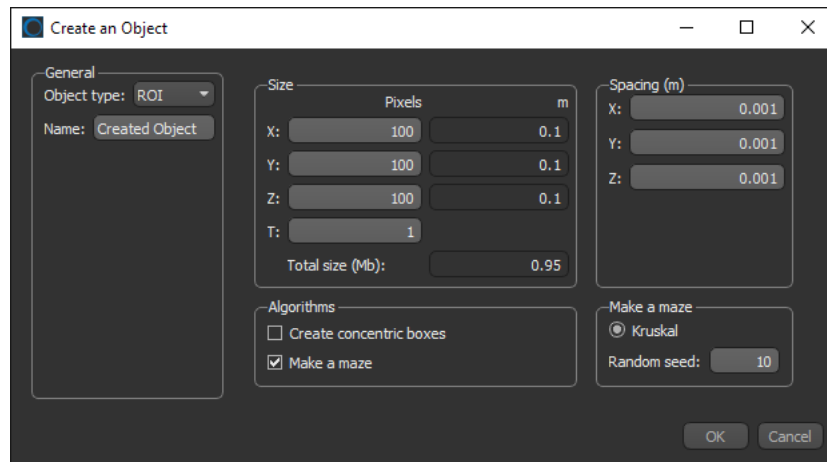 Create an Object
General
Object type: ROI
Name: Created Object
Size
Pixels m
X: 100 0.1
Y: 100 0.1
Z: 100 0.1
T: 1
Total size (Mb): 0.95
Spacing (m)
X: 0.001
Y: 0.001
Z: 0.001
Algorithms
Create concentric boxes
Make a maze
Make a maze
Kruskal
Random seed: 10
OK Cancel